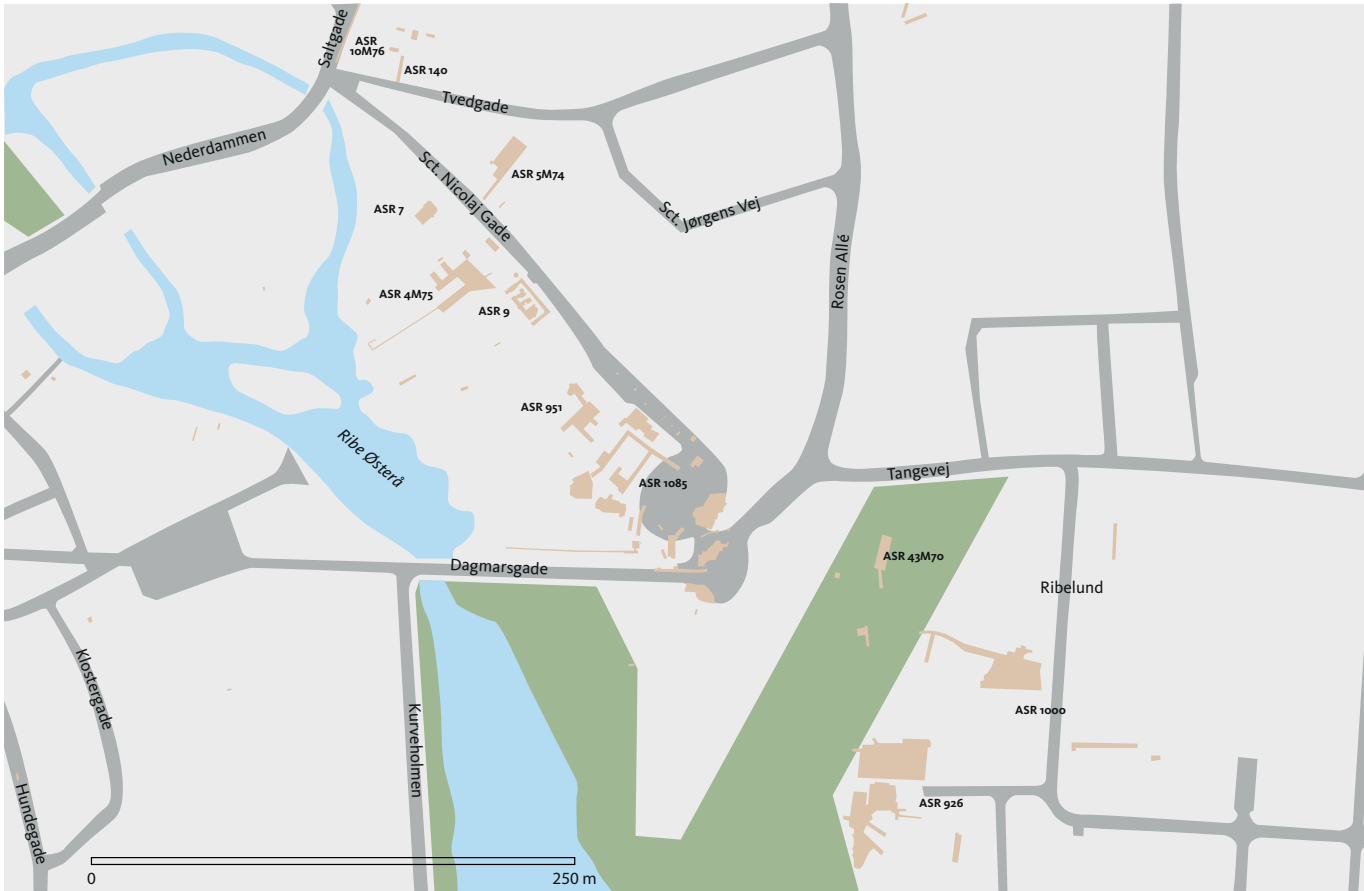 Saltgade
ASR
10M76
ASR 140
Tvedgade
Nederdammen
Sct. Nicolaj Gade
ASR 5M74
ASR 7
Sct. Jørgens Vej
Rosen Allé
ASR 4M75
ASR 9
ASR 951
Ribe Østerå
ASR 1085
Tangevej
ASR 43M70
Dagmarsgade
Ribelund
Klostergade
Kurveholmen
ASR 1000
Hundegade
ASR 926
0
250 m